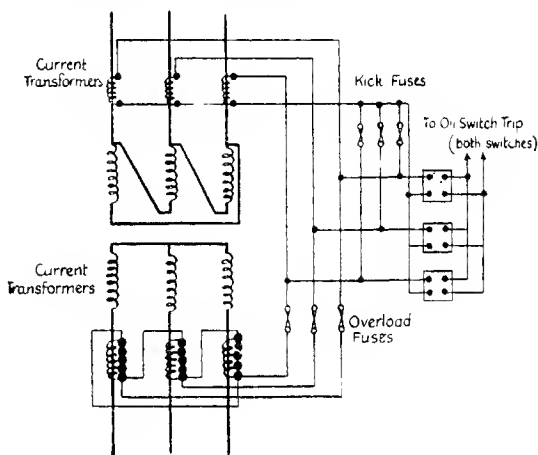 Current
Transformers
Kick Fuses
To Oil Switch Trip
(both switches)
Current
Transformers
Overload
Fuses